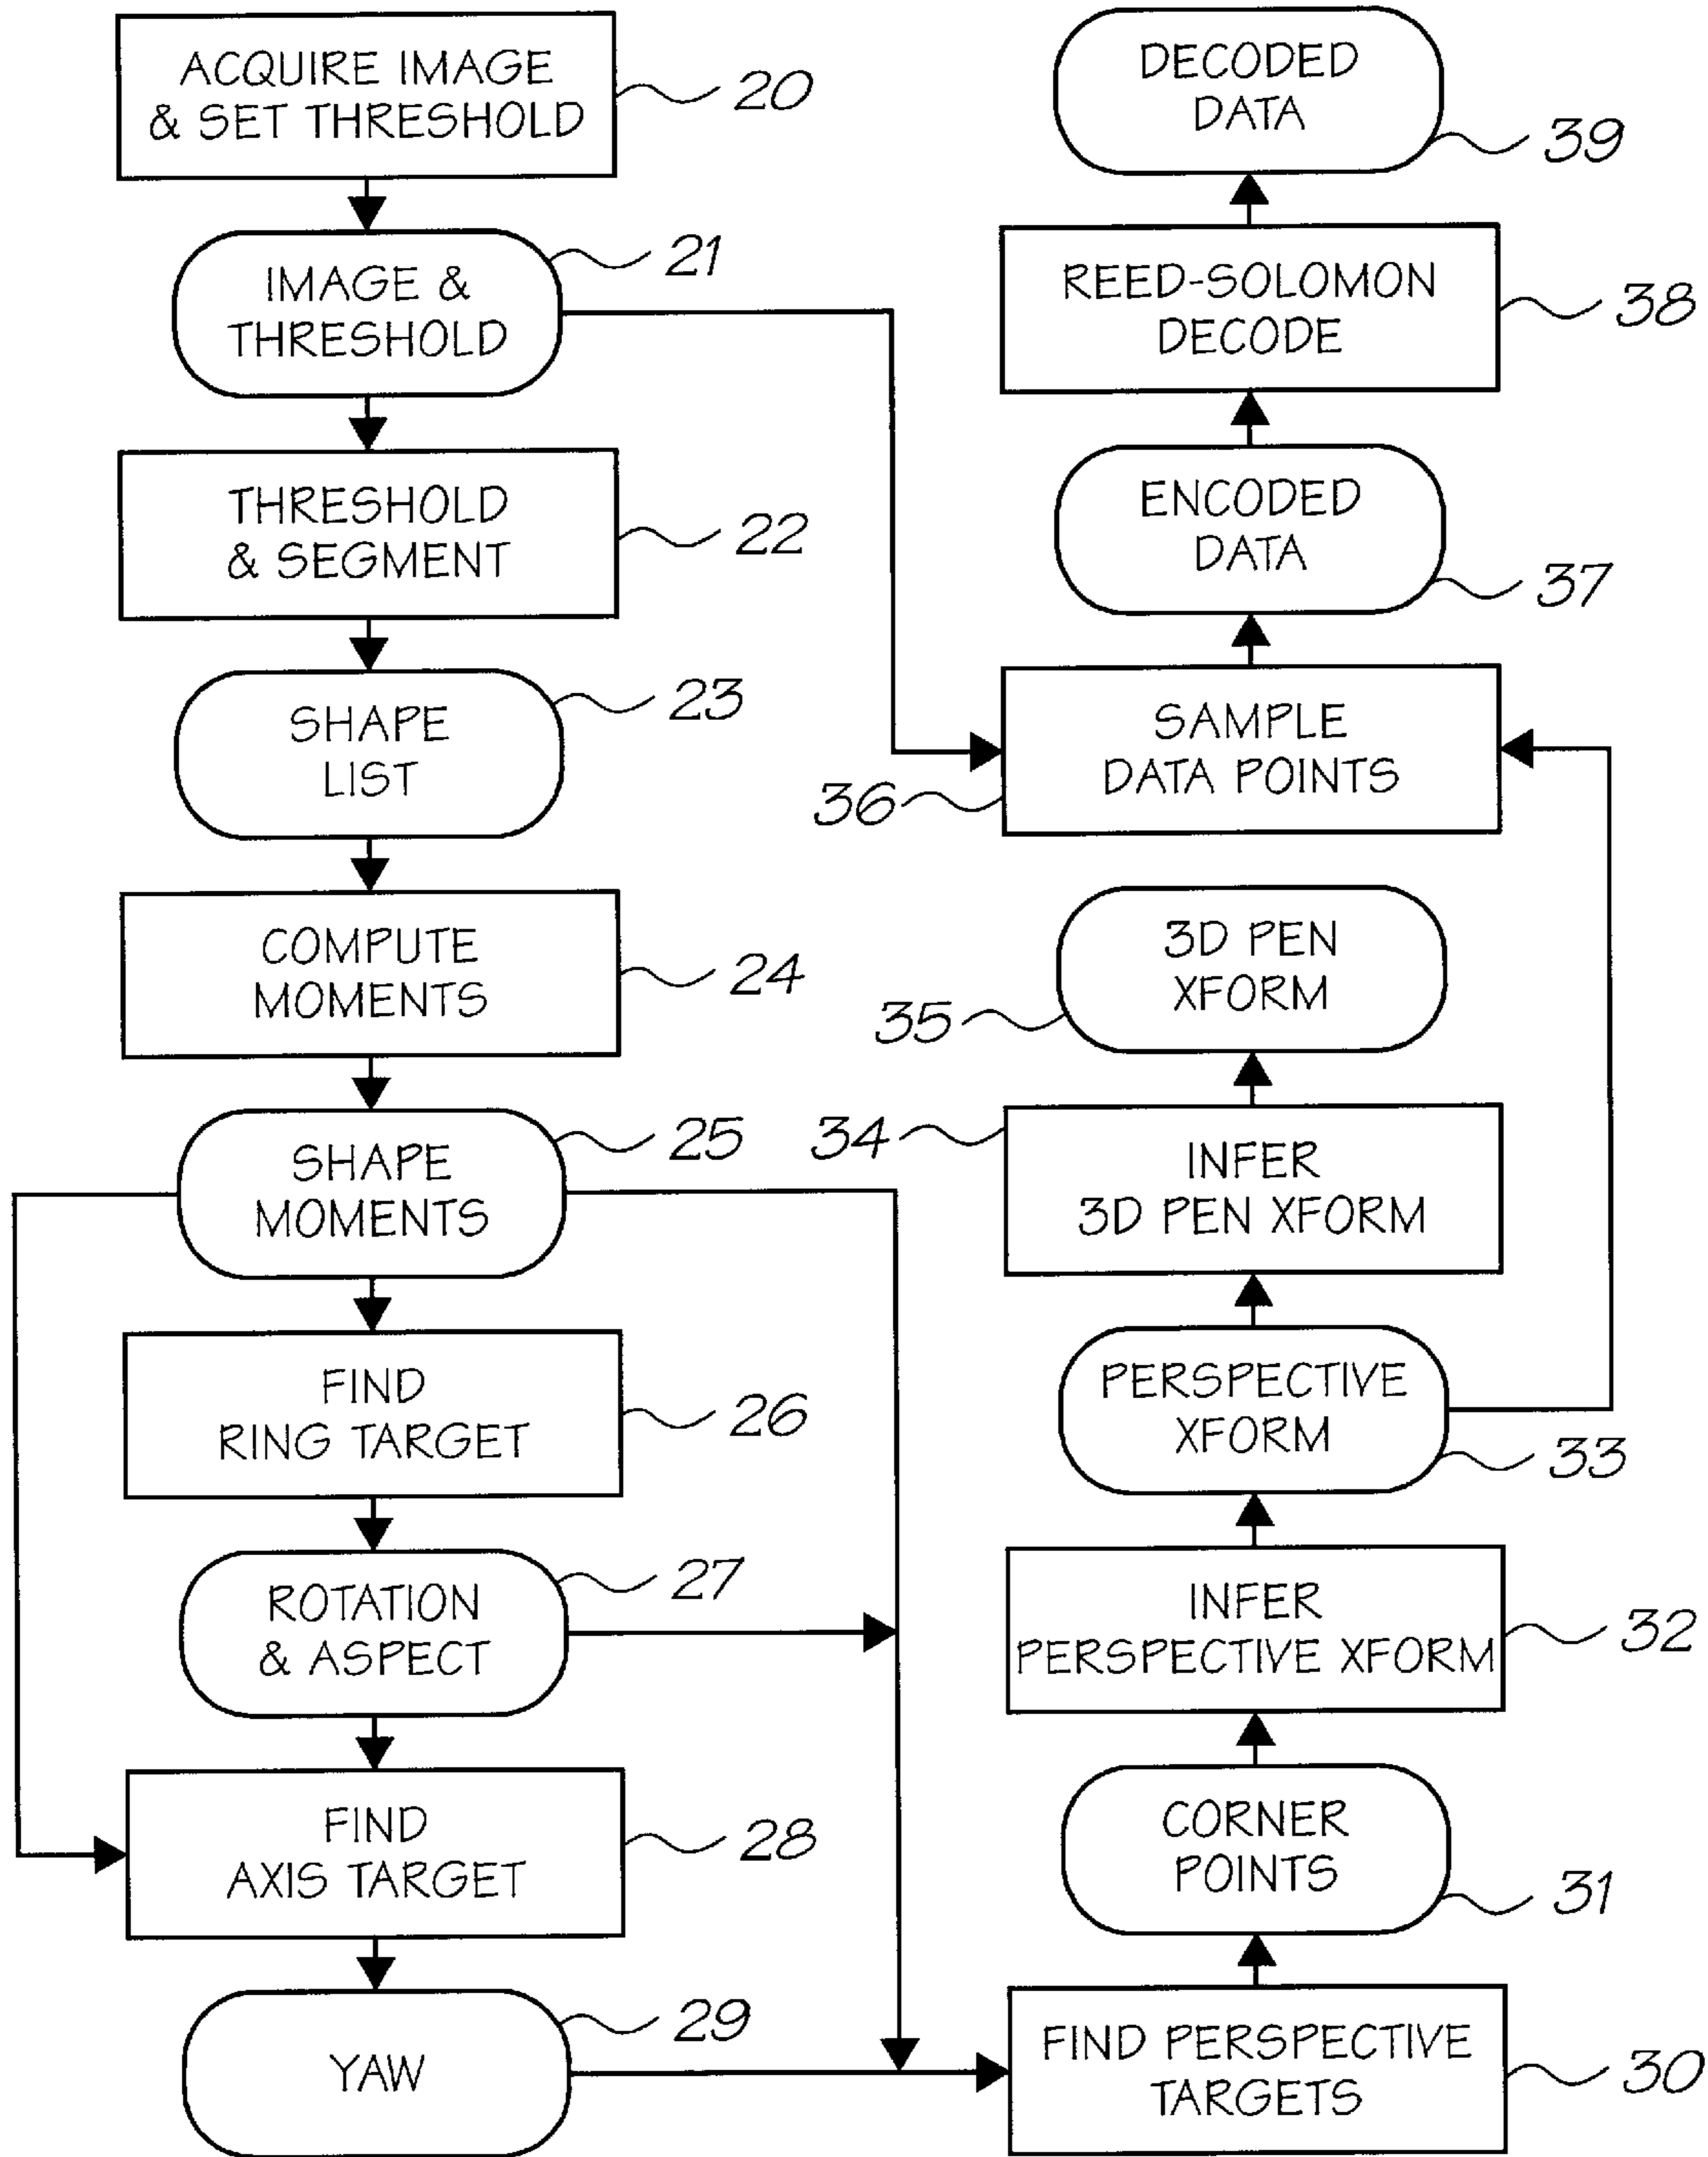 ACQUIRE IMAGE
& SET THRESHOLD
20
IMAGE &
THRESHOLD
21
THRESHOLD
& SEGMENT
22
SHAPE
LIST
23
COMPUTE
MOMENTS
24
SHAPE
MOMENTS
25
FIND
RING TARGET
26
ROTATION
& ASPECT
27
FIND
AXIS TARGET
28
YAW
29
FIND PERSPECTIVE
TARGETS
30
CORNER
POINTS
31
INFER
PERSPECTIVE XFORM
32
PERSPECTIVE
XFORM
33
INFER
3D PEN XFORM
34
3D PEN
XFORM
35
SAMPLE
DATA POINTS
36
ENCODED
DATA
37
REED-SOLOMON
DECODE
38
DECODED
DATA
39